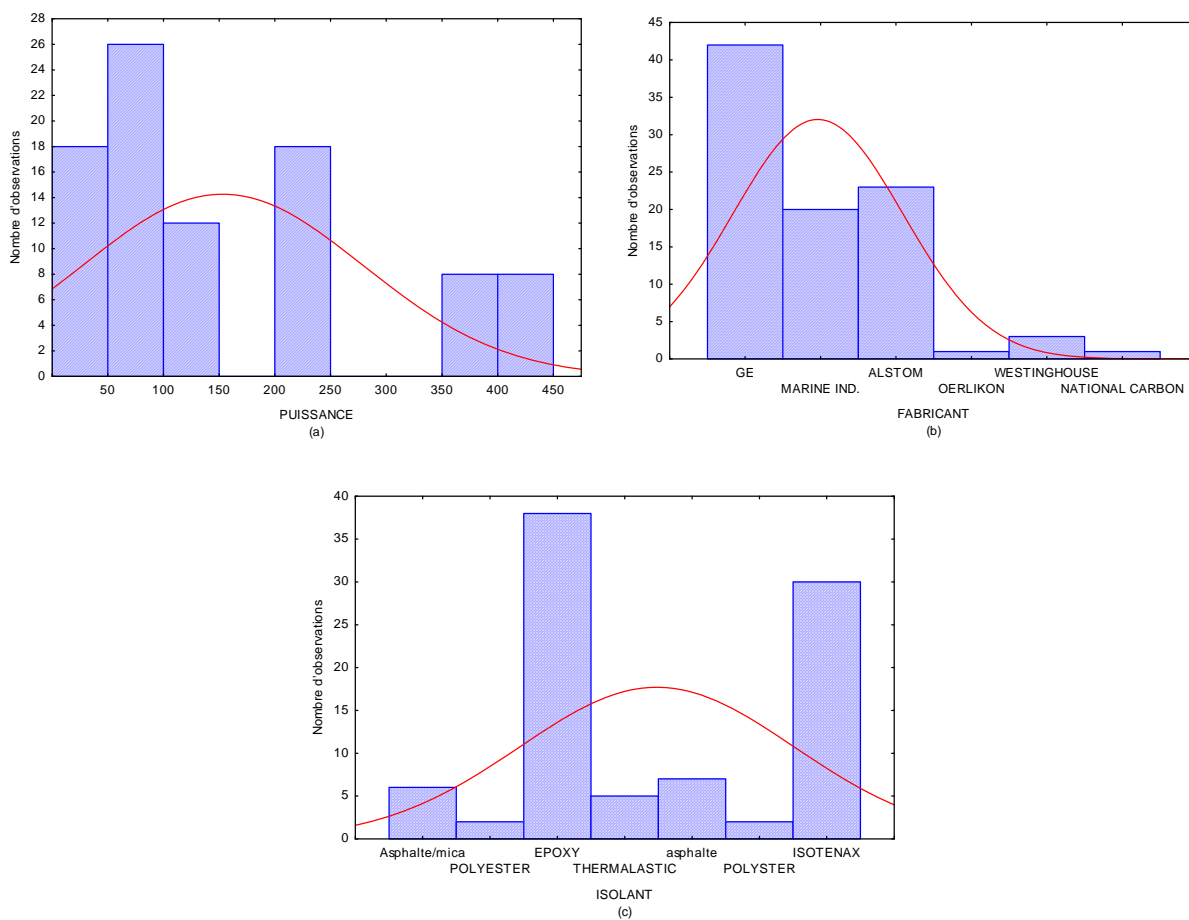 28
26
24
22
20
18
16
14
12
10
8
6
4
2
0
Nombre d'observations
50 100 150 200 250 300 350 400 450
PUISSANCE
(a)
45
40
35
30
25
20
15
10
5
0
Nombre d'observations
GE ALSTOM WESTINGHOUSE
MARINE IND. OERLIKON NATIONAL CARBON
FABRICANT
(b)
40
35
30
25
20
15
10
5
0
Nombre d'observations
Asphalte/mica EPOXY asphalte ISOTENAX
POLYESTER THERMALASTIC POLYSTER
ISOLANT
(c)